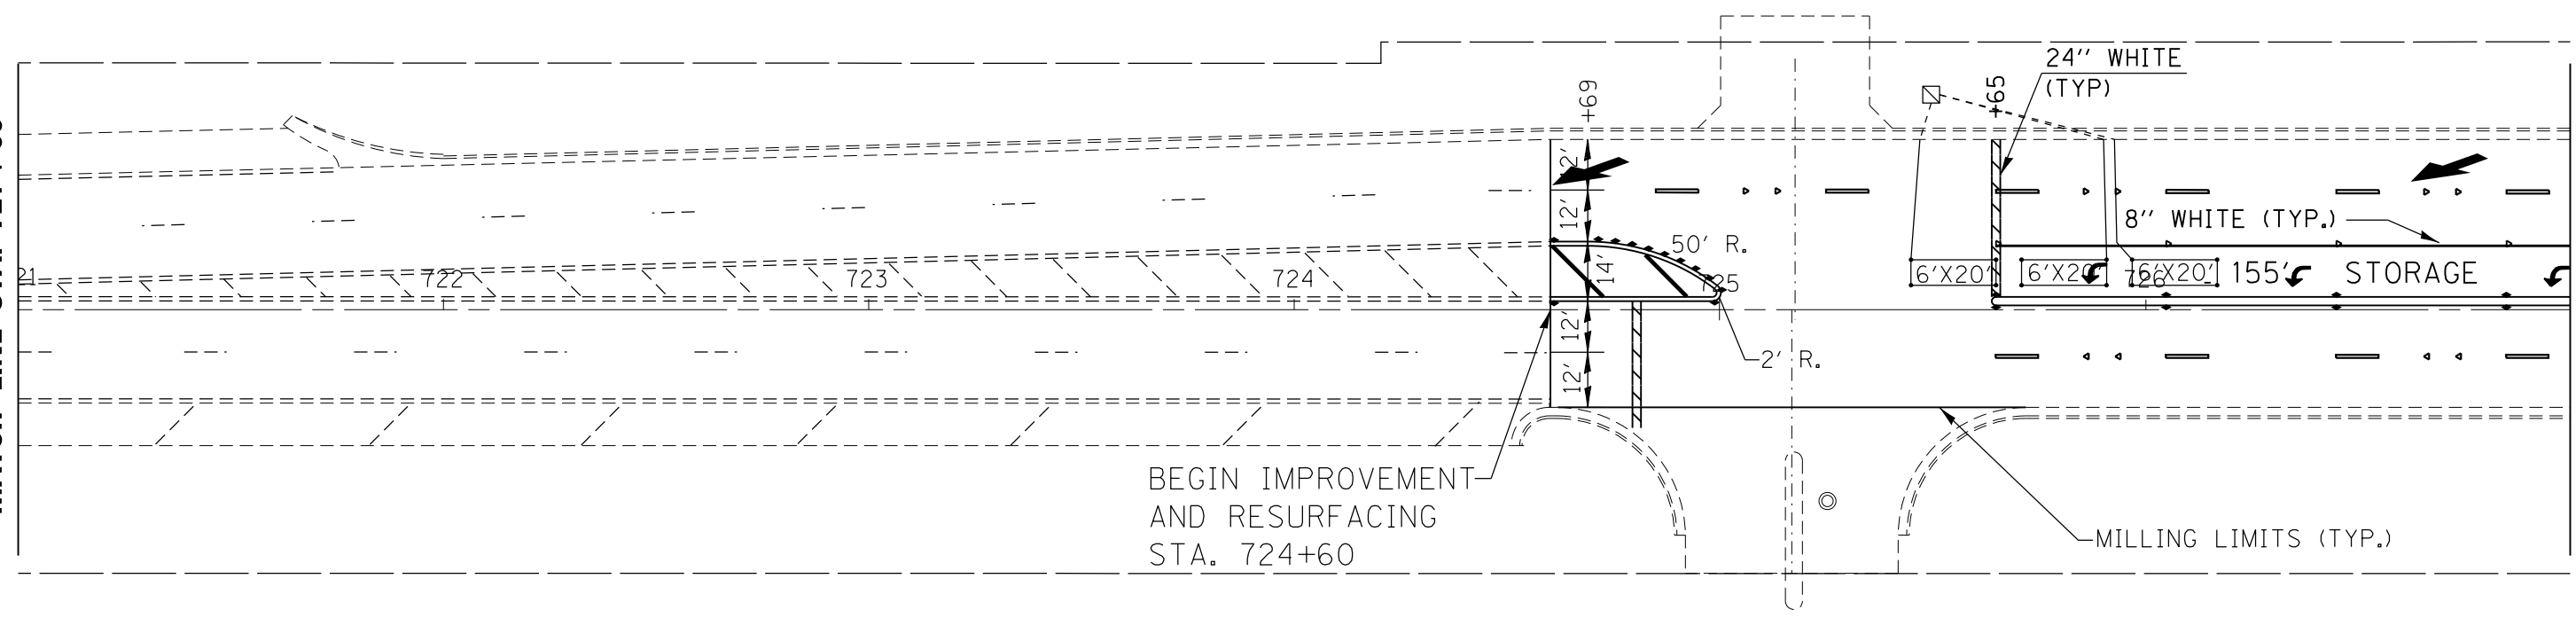 24'' WHITE
(TYP)
+69
+65
12'
12'
50' R.
8'' WHITE (TYP.)
14'
722
723
724
725
726
6'X20'
6'X20'
6'X20'
155'
STORAGE
12'
2' R.
12'
BEGIN IMPROVEMENT
AND RESURFACING
STA. 724+60
MILLING LIMITS (TYP.)